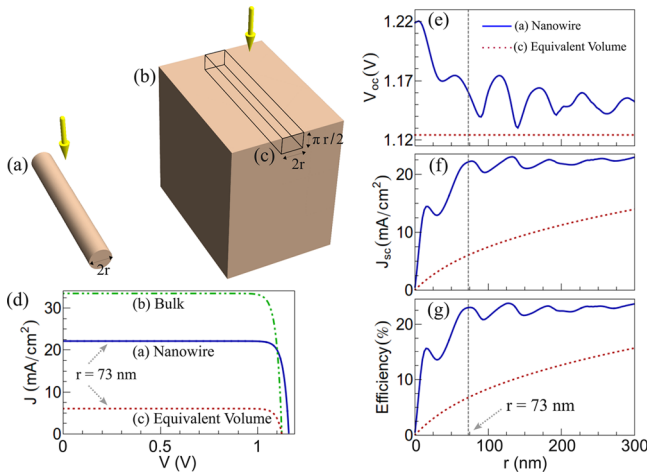 (a)
2r
(b)
(c)
2r
π r/2
(d)
J (mA/cm²)
30
20
10
0
(b) Bulk
(a) Nanowire
r = 73 nm
(c) Equivalent Volume
0
0.5
1
V (V)
(e)
V_oc (V)
1.22
1.17
1.12
(a) Nanowire
(c) Equivalent Volume
(f)
J_sc (mA/cm²)
20
10
0
(g)
Efficiency (%)
20
10
0
r = 73 nm
0
100
200
300
r (nm)